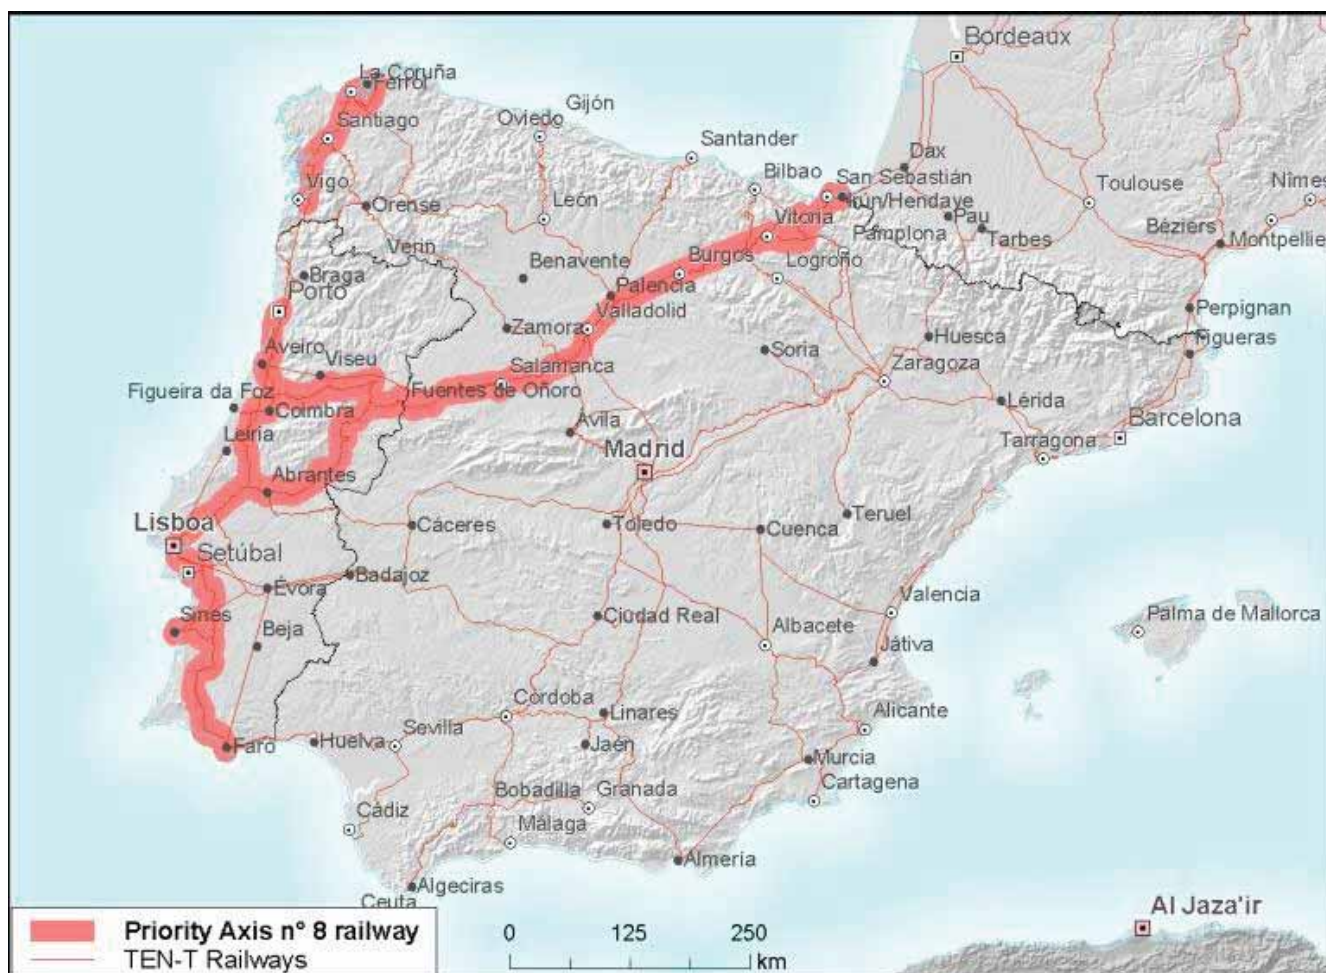 Bordeaux
La Coruña
Ferrol
Santiago
Gijón
Oviedo
Santander
Dax
Bilbao
San Sebastián
Irún/Hendaye
Toulouse
Nîmes
Vigo
Orense
León
Vitoria
Pau
Tarbes
Béziers
Montpellier
Verin
Pamplona
Burgos
Logroño
Benavente
Braga
Porto
Palencia
Valladolid
Perpignan
Zamora
Huesca
Figueras
Aveiro
Viseu
Soria
Salamanca
Zaragoza
Fuentes de Oñoro
Figueira da Foz
Coimbra
Lérida
Leiria
Ávila
Barcelona
Madrid
Tarragona
Abrantes
Lisboa
Cáceres
Toledo
Cuenca
Teruel
Setúbal
Évora
Badajoz
Valencia
Sines
Ciudad Real
Palma de Mallorca
Beja
Albacete
Játiva
Córdoba
Linares
Alicante
Faro
Huelva
Sevilla
Jaén
Murcia
Cartagena
Bobadilla
Granada
Cádiz
Málaga
Almería
Algeciras
Ceuta
Al Jaza'ir
Priority Axis n° 8 railway
TEN-T Railways
0 125 250
km